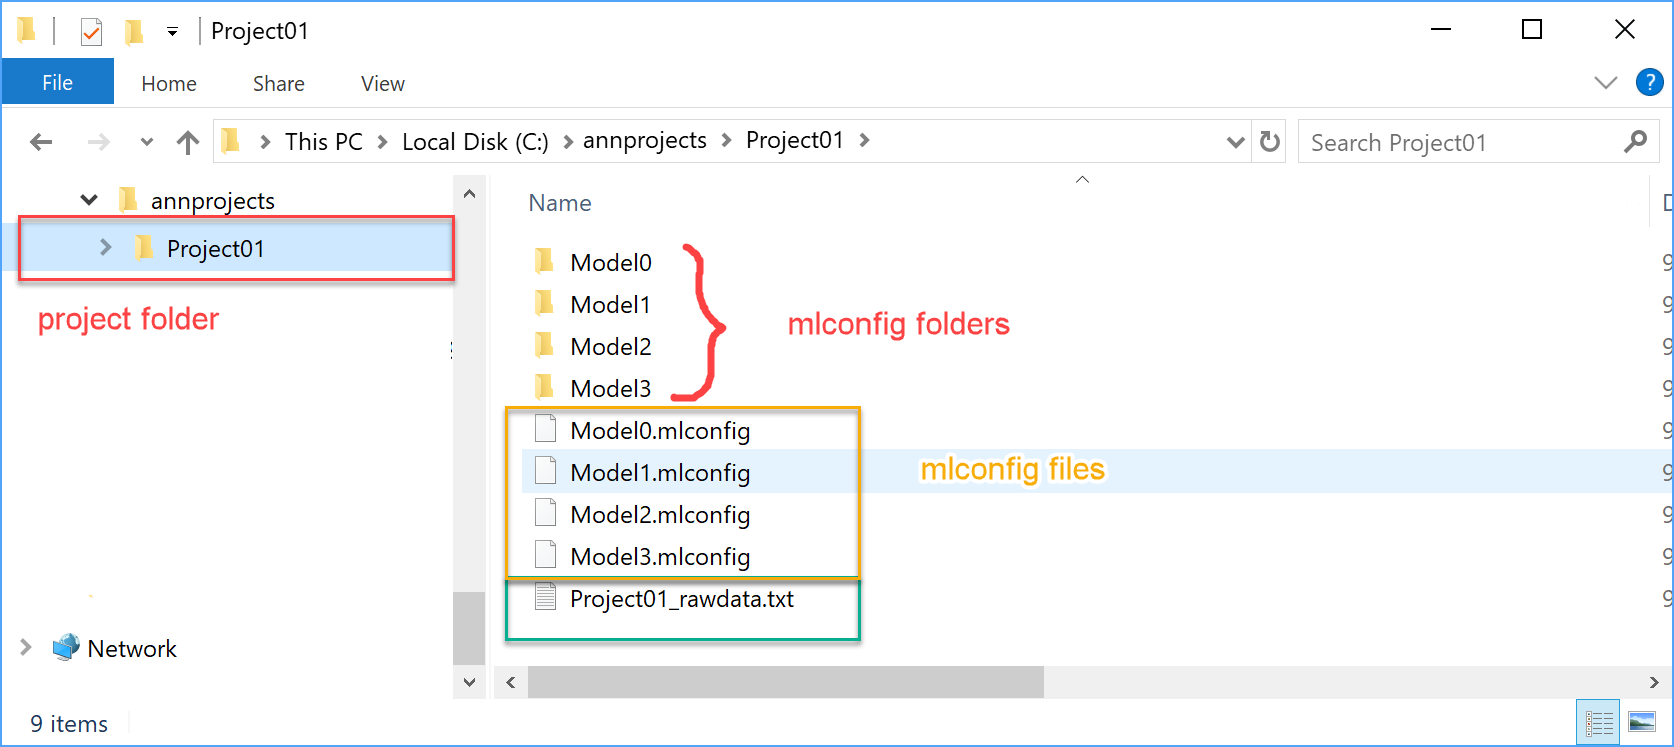 Project01
File Home Share View ?
This PC Local Disk (C:) annprojects Project01 Search Project01
annprojects
Project01
project folder
Name
Model0
Model1
Model2
Model3
mlconfig folders
Model0.mlconfig
Model1.mlconfig
Model2.mlconfig
Model3.mlconfig
mlconfig files
Project01_rawdata.txt
Network
9 items